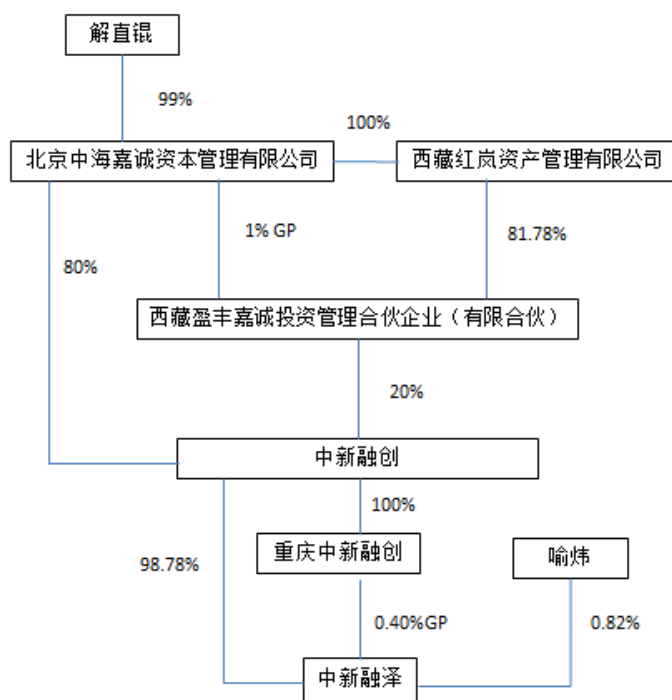 解直锟
99%
100%
北京中海嘉诚资本管理有限公司
西藏红岚资产管理有限公司
1% GP
81.78%
80%
西藏盈丰嘉诚投资管理合伙企业（有限合伙）
20%
中新融创
100%
重庆中新融创
喻炜
98.78%
0.40%GP
0.82%
中新融泽